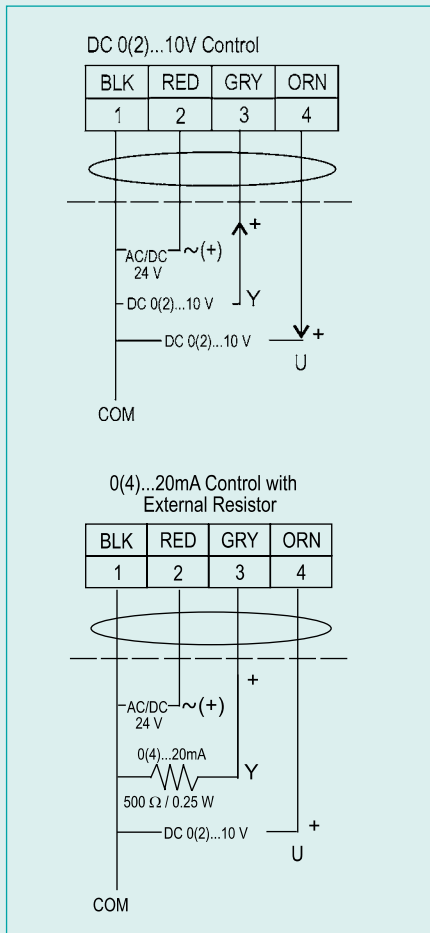 DC 0(2)...10V Control
BLK RED GRY ORN
1 2 3 4
+
AC/DC ~(+)
24 V
DC 0(2)...10 V Y
DC 0(2)...10 V +
U
COM
0(4)...20mA Control with
External Resistor
BLK RED GRY ORN
1 2 3 4
+
AC/DC ~(+)
24 V
0(4)...20mA
Y
500 Ω / 0.25 W
DC 0(2)...10 V +
U
COM